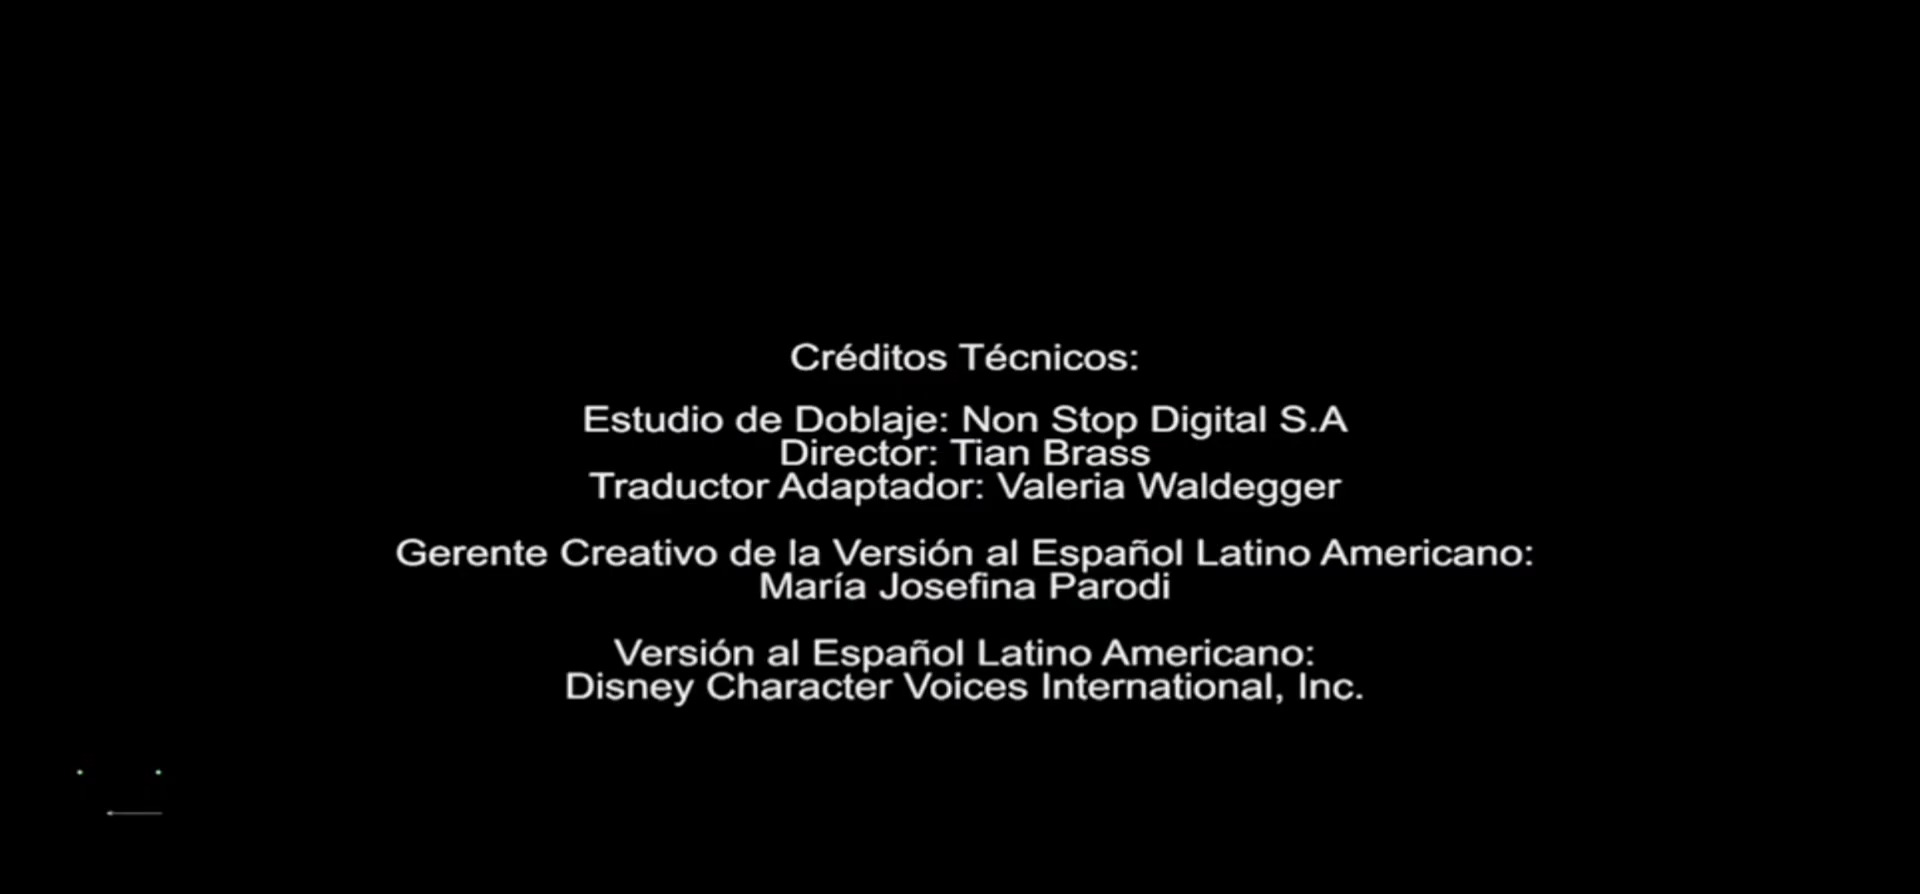 Créditos Técnicos:
Estudio de Doblaje: Non Stop Digital S.A
Director: Tian Brass
Traductor Adaptador: Valeria Waldegger
Gerente Creativo de la Versión al Español Latino Americano:
María Josefina Parodi
Versión al Español Latino Americano:
Disney Character Voices International, Inc.